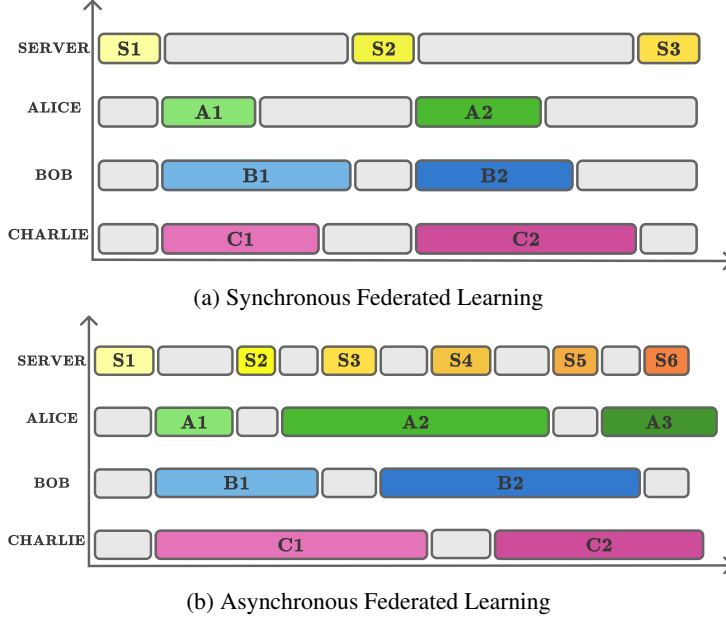 SERVER S1 S2 S3
ALICE A1 A2
BOB B1 B2
CHARLIE C1 C2
(a) Synchronous Federated Learning
SERVER S1 S2 S3 S4 S5 S6
ALICE A1 A2 A3
BOB B1 B2
CHARLIE C1 C2
(b) Asynchronous Federated Learning